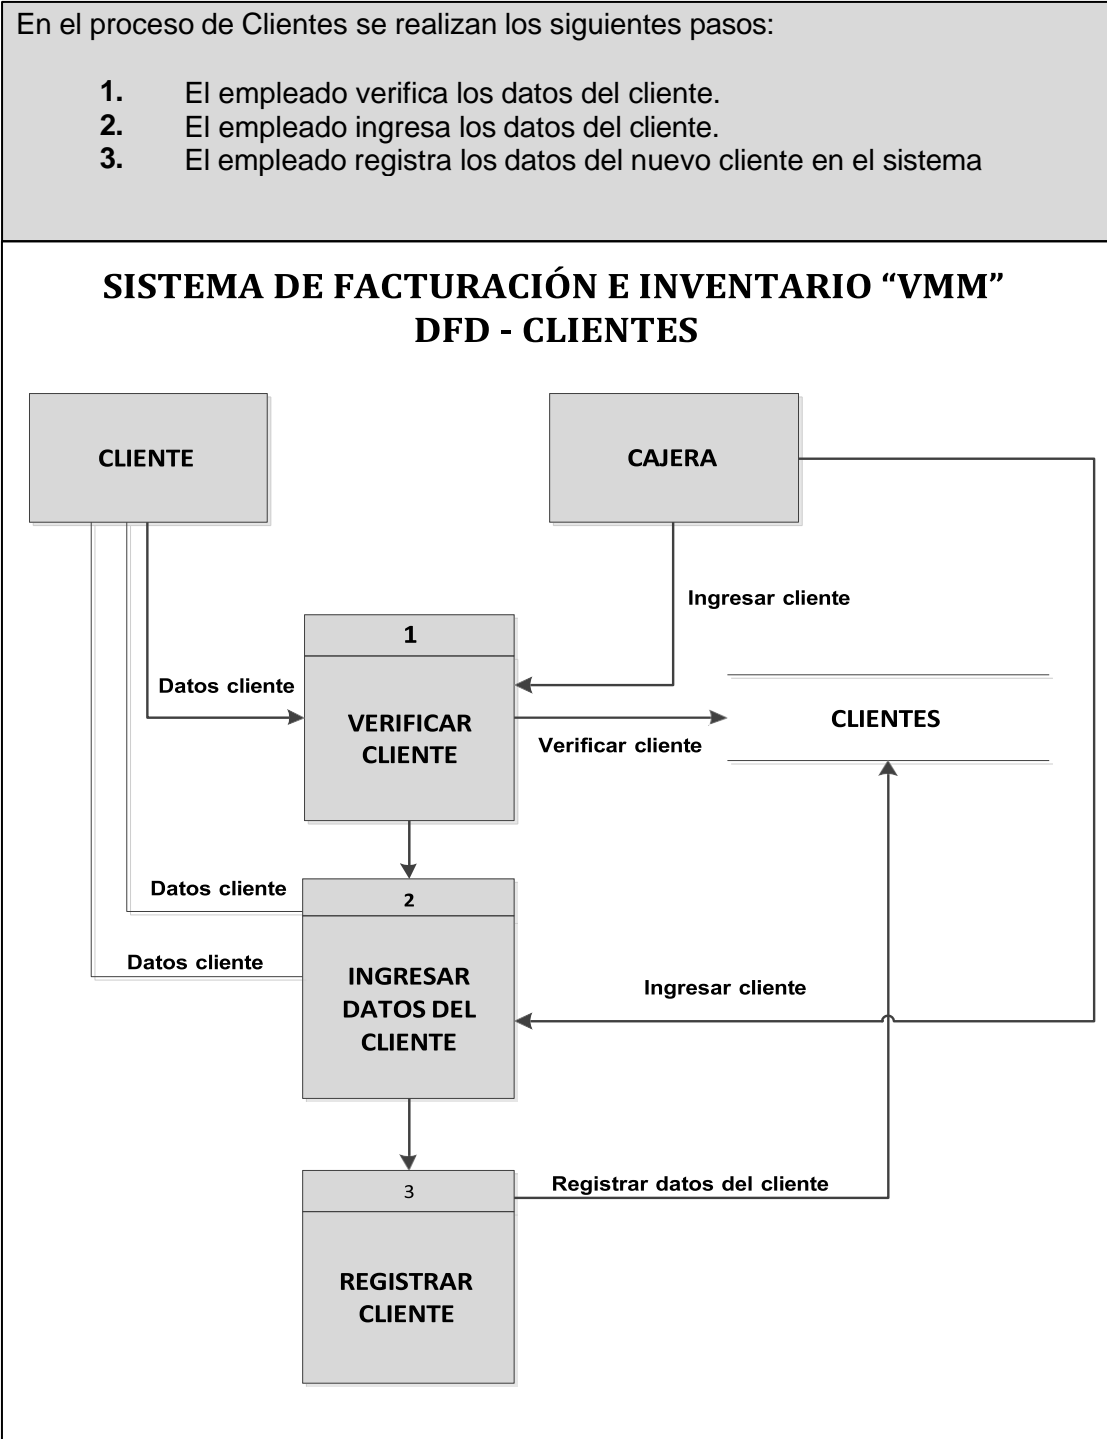 En el proceso de Clientes se realizan los siguientes pasos:
1. El empleado verifica los datos del cliente.
2. El empleado ingresa los datos del cliente.
3. El empleado registra los datos del nuevo cliente en el sistema
SISTEMA DE FACTURACIÓN E INVENTARIO “VMM”
DFD - CLIENTES
CLIENTE
CAJERA
Ingresar cliente
1
Datos cliente
VERIFICAR
CLIENTE
Verificar cliente
CLIENTES
Datos cliente
2
Datos cliente
INGRESAR
DATOS DEL
CLIENTE
Ingresar cliente
3
Registrar datos del cliente
REGISTRAR
CLIENTE